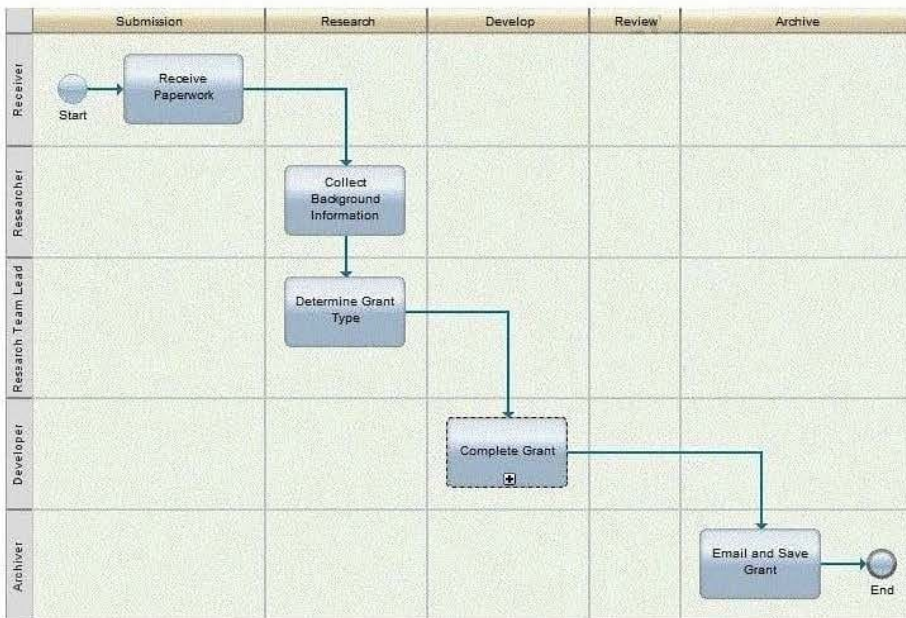 Submission
Research
Develop
Review
Archive
Receiver
Start
Receive
Paperwork
Researcher
Collect
Background
Information
Research Team Lead
Determine Grant
Type
Developer
Complete Grant
Archiver
Email and Save
Grant
End